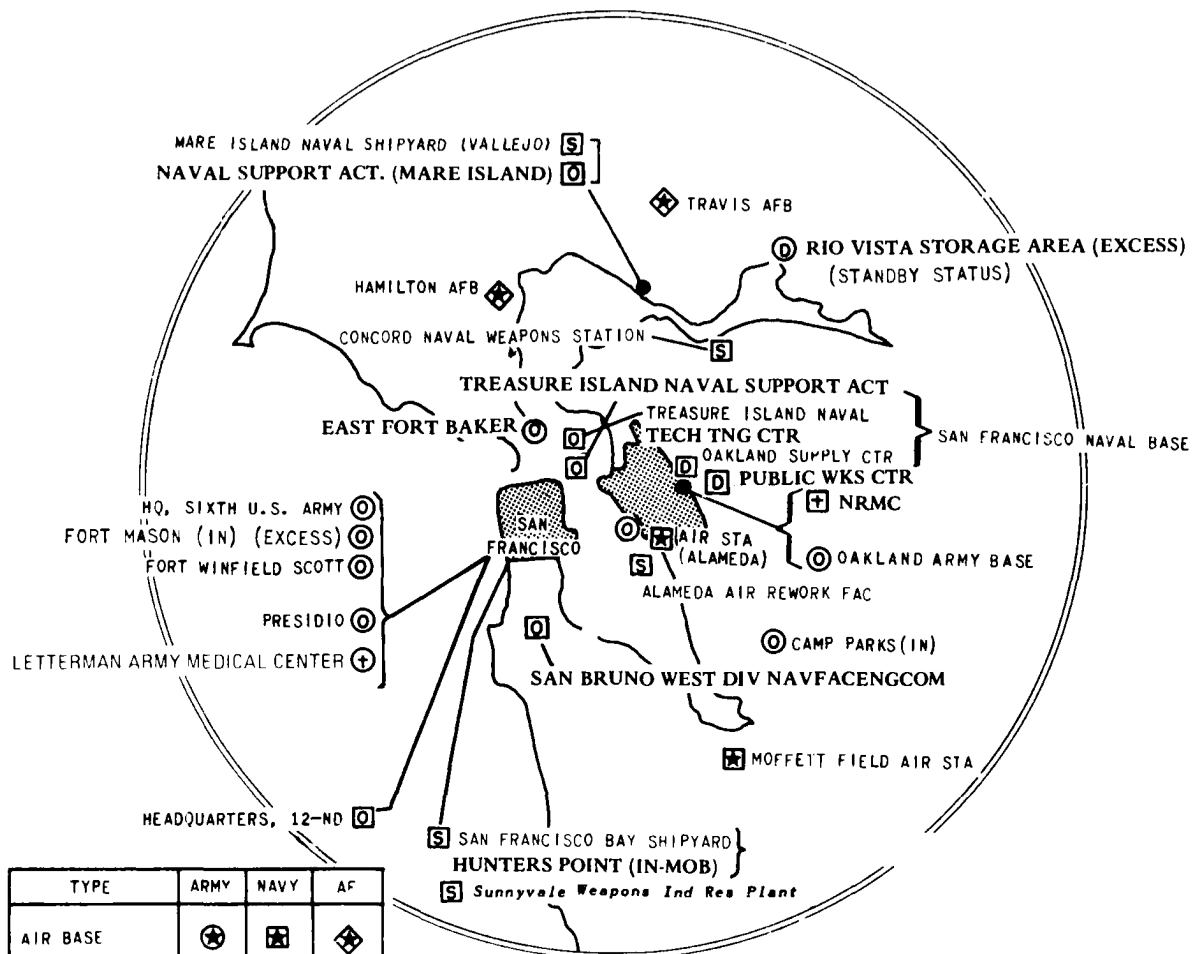 MARE ISLAND NAVAL SHIPYARD (VALLEJO) S
NAVAL SUPPORT ACT. (MARE ISLAND) O
TRAVIS AFB
D RIO VISTA STORAGE AREA (EXCESS)
(STANDBY STATUS)
HAMILTON AFB
CONCORD NAVAL WEAPONS STATION S
TREASURE ISLAND NAVAL SUPPORT ACT
EAST FORT BAKER O
O TREASURE ISLAND NAVAL
TECH TNG CTR
SAN FRANCISCO NAVAL BASE
O
D OAKLAND SUPPLY CTR
D PUBLIC WKS CTR
NRMC
HQ, SIXTH U.S. ARMY O
FORT MASON (IN) (EXCESS) O
FORT WINFIELD SCOTT O
PRESIDIO O
LETTERMAN ARMY MEDICAL CENTER
SAN
FRANCISCO
O
AIR STA
(ALAMEDA)
O OAKLAND ARMY BASE
S
ALAMEDA AIR REWORK FAC
O
O CAMP PARKS(IN)
SAN BRUNO WEST DIV NAVFACENGCOM
MOFFETT FIELD AIR STA
HEADQUARTERS, 12-ND O
S SAN FRANCISCO BAY SHIPYARD
HUNTERS POINT (IN-MOB)
S Sunnyvale Weapons Ind Res Plant
TYPE ARMY NAVY AF
AIR BASE